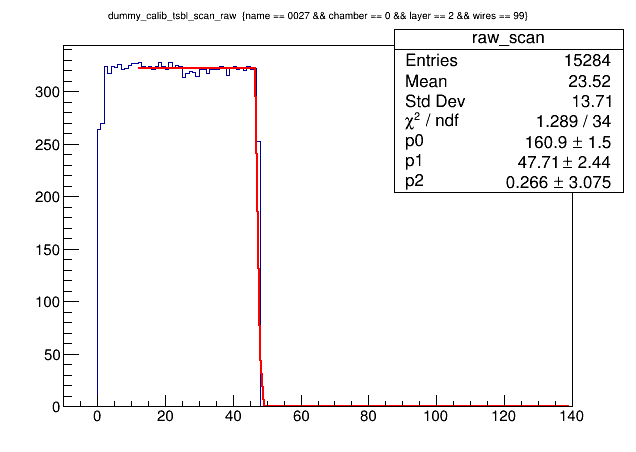 dummy_calib_tsbl_scan_raw {name == 0027 && chamber == 0 && layer == 2 && wires == 99}
raw_scan
Entries 15284
Mean 23.52
Std Dev 13.71
χ² / ndf 1.289 / 34
p0 160.9 ± 1.5
p1 47.71 ± 2.44
p2 0.266 ± 3.075
300
250
200
150
100
50
0
0 20 40 60 80 100 120 140